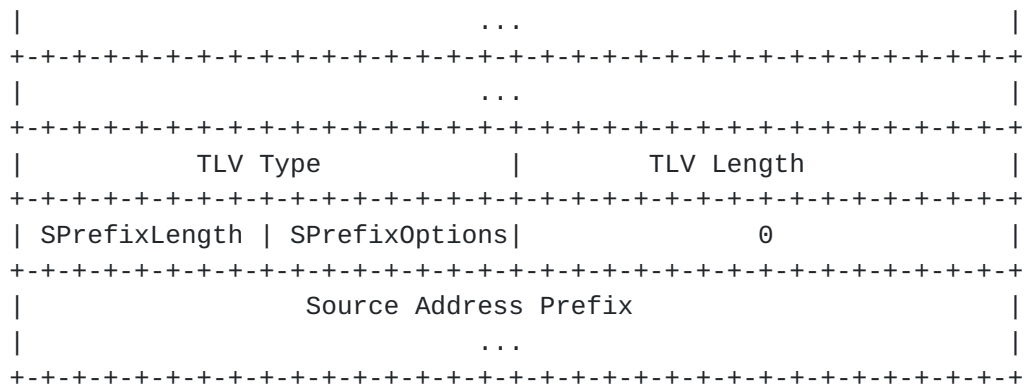 |                             ...                               |
+-+-+-+-+-+-+-+-+-+-+-+-+-+-+-+-+-+-+-+-+-+-+-+-+-+-+-+-+-+-+-+-+
|                             ...                               |
+-+-+-+-+-+-+-+-+-+-+-+-+-+-+-+-+-+-+-+-+-+-+-+-+-+-+-+-+-+-+-+-+
|           TLV Type            |        TLV Length             |
+-+-+-+-+-+-+-+-+-+-+-+-+-+-+-+-+-+-+-+-+-+-+-+-+-+-+-+-+-+-+-+-+
| SPrefixLength | SPrefixOptions|               0               |
+-+-+-+-+-+-+-+-+-+-+-+-+-+-+-+-+-+-+-+-+-+-+-+-+-+-+-+-+-+-+-+-+
|                  Source Address Prefix                        |
|                             ...                               |
+-+-+-+-+-+-+-+-+-+-+-+-+-+-+-+-+-+-+-+-+-+-+-+-+-+-+-+-+-+-+-+-+